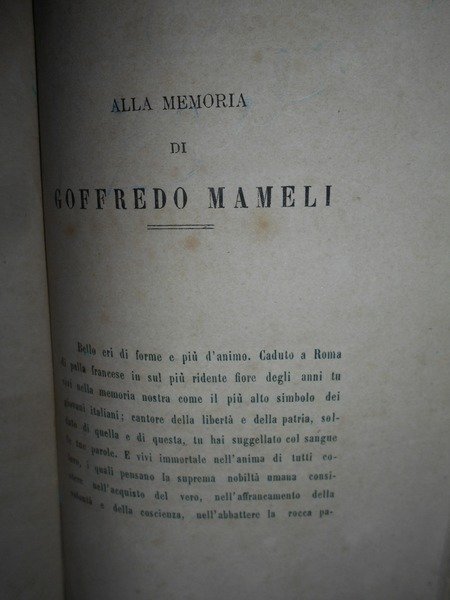 ALLA MEMORIA
DI
GOFFREDO MAMELI
Bello eri di forme e più d'animo. Caduto a Roma
di palla francese in sul più ridente fiore degli anni tu
vivi nella memoria nostra come il più alto simbolo dei
giovani italiani; cantore della libertà e della patria, sol-
dato di quella e di questa, tu hai suggellato col sangue
le tue parole. E vivi immortale nell'anima di tutti co-
loro, i quali pensano la suprema nobiltà umana consi-
stere nell'acquisto del vero, nell'affrancamento della
volontà e della coscienza, nell'abbattere la rocca pa-